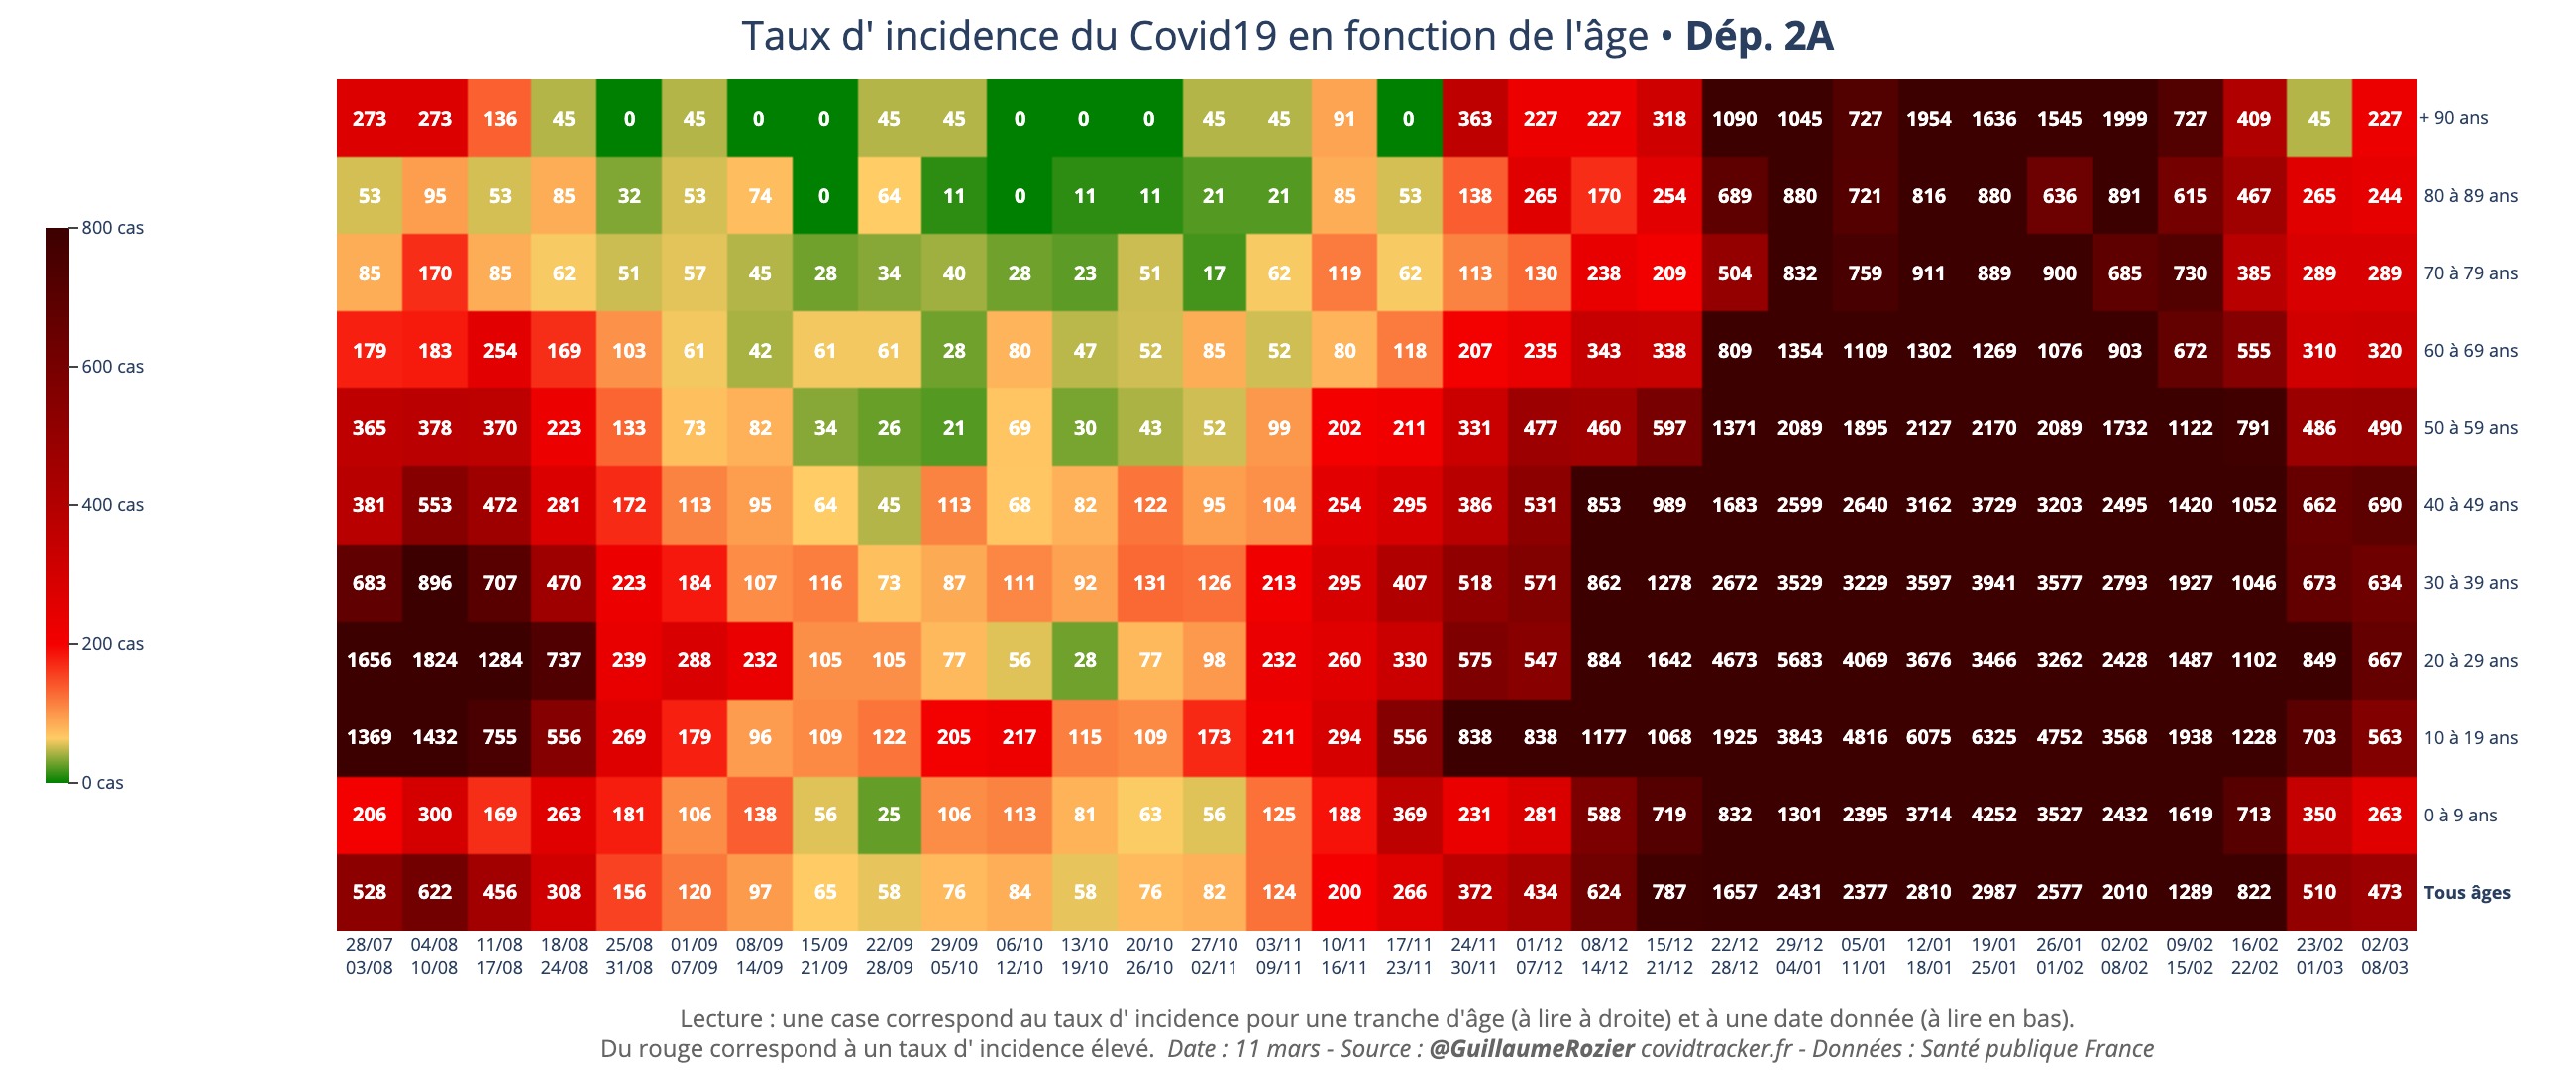 Taux d' incidence du Covid19 en fonction de l'âge • Dép. 2A
273 273 136 45 0 45 0 0 45 45 0 0 0 45 45 91 0 363 227 227 318 1090 1045 727 1954 1636 1545 1999 727 409 45 227 + 90 ans
53 95 53 85 32 53 74 0 64 11 0 11 11 21 21 85 53 138 265 170 254 689 880 721 816 880 636 891 615 467 265 244 80 à 89 ans
800 cas
85 170 85 62 51 57 45 28 34 40 28 23 51 17 62 119 62 113 130 238 209 504 832 759 911 889 900 685 730 385 289 289 70 à 79 ans
179 183 254 169 103 61 42 61 61 28 80 47 52 85 52 80 118 207 235 343 338 809 1354 1109 1302 1269 1076 903 672 555 310 320 60 à 69 ans
600 cas
365 378 370 223 133 73 82 34 26 21 69 30 43 52 99 202 211 331 477 460 597 1371 2089 1895 2127 2170 2089 1732 1122 791 486 490 50 à 59 ans
400 cas
381 553 472 281 172 113 95 64 45 113 68 82 122 95 104 254 295 386 531 853 989 1683 2599 2640 3162 3729 3203 2495 1420 1052 662 690 40 à 49 ans
683 896 707 470 223 184 107 116 73 87 111 92 131 126 213 295 407 518 571 862 1278 2672 3529 3229 3597 3941 3577 2793 1927 1046 673 634 30 à 39 ans
200 cas
1656 1824 1284 737 239 288 232 105 105 77 56 28 77 98 232 260 330 575 547 884 1642 4673 5683 4069 3676 3466 3262 2428 1487 1102 849 667 20 à 29 ans
1369 1432 755 556 269 179 96 109 122 205 217 115 109 173 211 294 556 838 838 1177 1068 1925 3843 4816 6075 6325 4752 3568 1938 1228 703 563 10 à 19 ans
0 cas
206 300 169 263 181 106 138 56 25 106 113 81 63 56 125 188 369 231 281 588 719 832 1301 2395 3714 4252 3527 2432 1619 713 350 263 0 à 9 ans
528 622 456 308 156 120 97 65 58 76 84 58 76 82 124 200 266 372 434 624 787 1657 2431 2377 2810 2987 2577 2010 1289 822 510 473 Tous âges
28/07 04/08 11/08 18/08 25/08 01/09 08/09 15/09 22/09 29/09 06/10 13/10 20/10 27/10 03/11 10/11 17/11 24/11 01/12 08/12 15/12 22/12 29/12 05/01 12/01 19/01 26/01 02/02 09/02 16/02 23/02 02/03
03/08 10/08 17/08 24/08 31/08 07/09 14/09 21/09 28/09 05/10 12/10 19/10 26/10 02/11 09/11 16/11 23/11 30/11 07/12 14/12 21/12 28/12 04/01 11/01 18/01 25/01 01/02 08/02 15/02 22/02 01/03 08/03
Lecture : une case correspond au taux d' incidence pour une tranche d'âge (à lire à droite) et à une date donnée (à lire en bas).
Du rouge correspond à un taux d' incidence élevé. Date : 11 mars - Source : @GuillaumeRozier covidtracker.fr - Données : Santé publique France